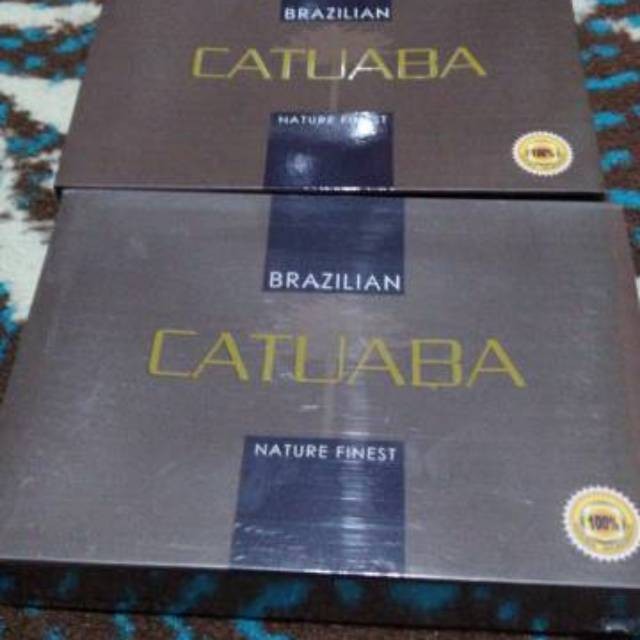 BRAZILIAN
CATUABA
NATURE FINEST
100%
BRAZILIAN
CATUABA
NATURE FINEST
100%